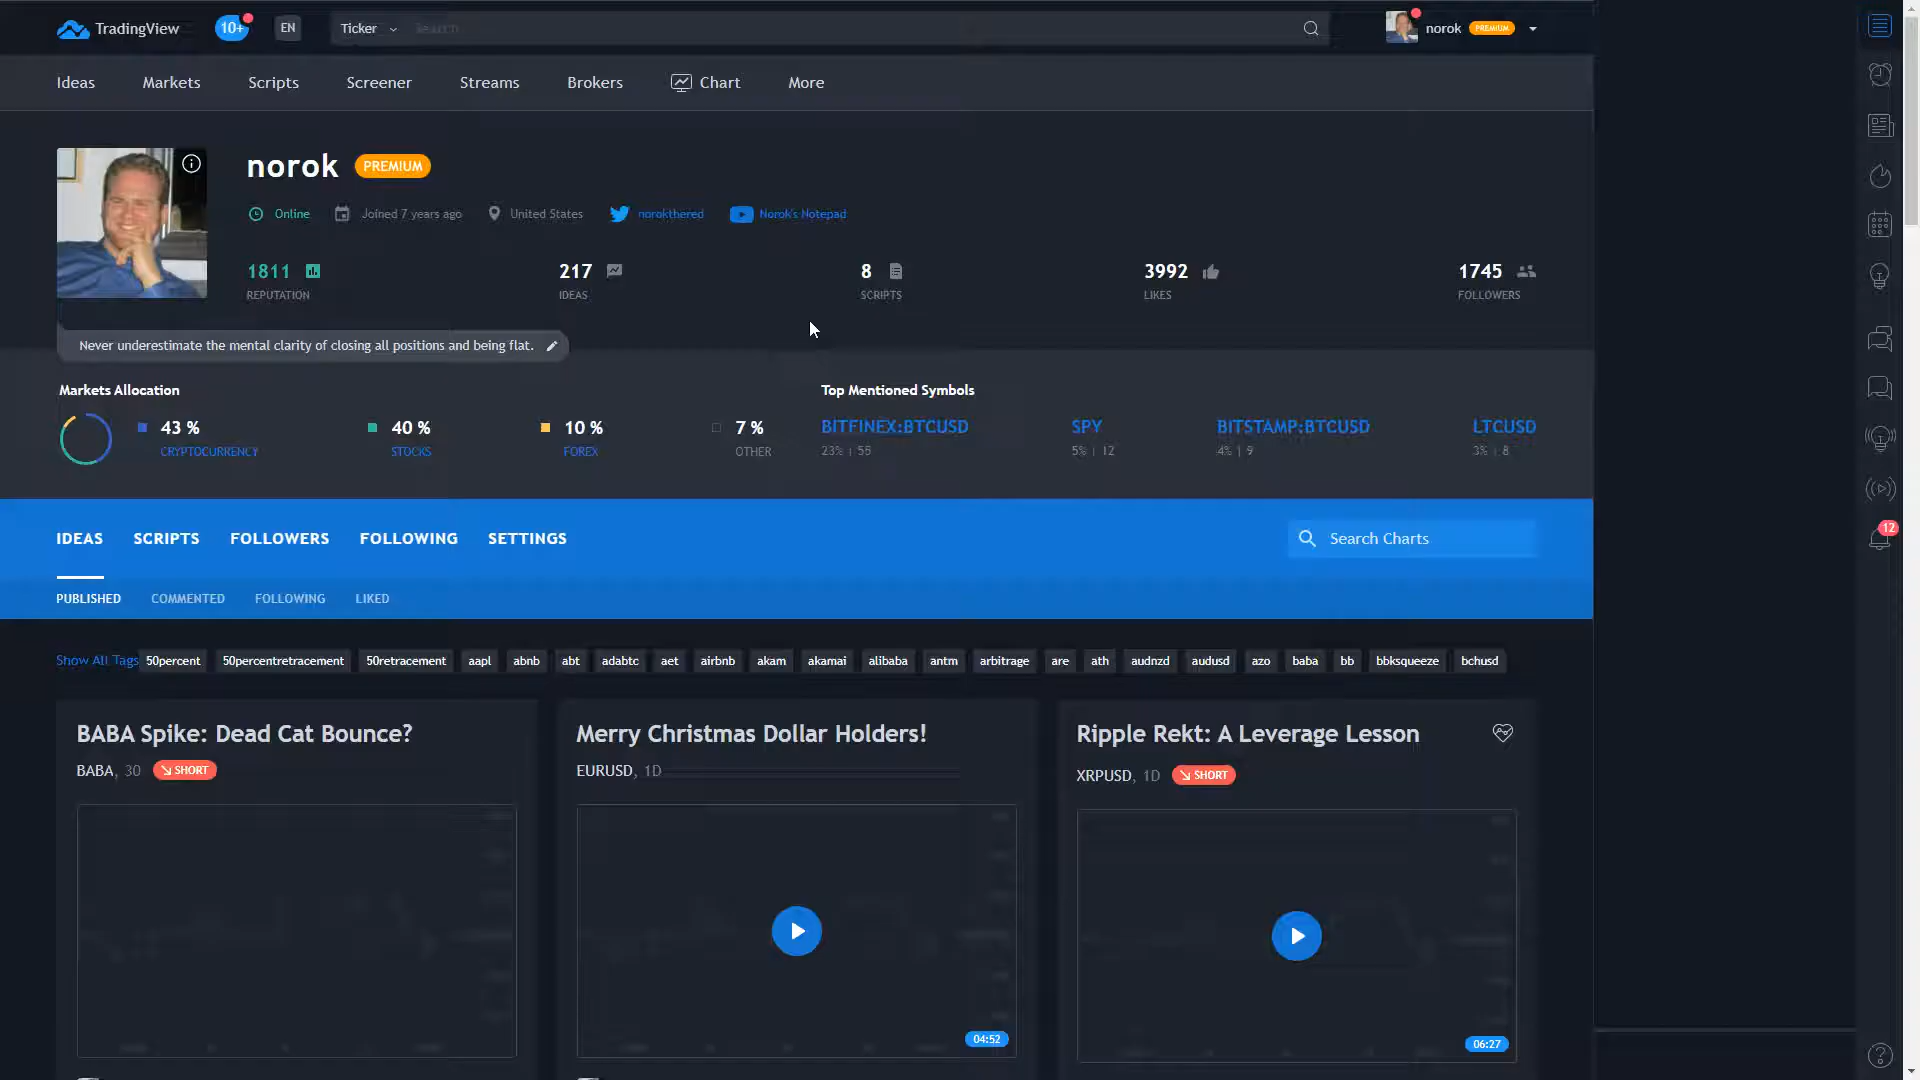 TradingView 10+ EN Ticker Search norok PREMIUM
Ideas Markets Scripts Screener Streams Brokers Chart More
norok PREMIUM
Online Joined 7 years ago United States norokthered Norok's Notepad
1811 217 8 3992 1745
REPUTATION IDEAS SCRIPTS LIKES FOLLOWERS
Never underestimate the mental clarity of closing all positions and being flat.
Markets Allocation
43 % 40 % 10 % 7 %
CRYPTOCURRENCY STOCKS FOREX OTHER
Top Mentioned Symbols
BITFINEX:BTCUSD SPY BITSTAMP:BTCUSD LTCUSD
23% | 55 5% | 12 4% | 9 3% | 8
12
IDEAS SCRIPTS FOLLOWERS FOLLOWING SETTINGS Search Charts
PUBLISHED COMMENTED FOLLOWING LIKED
Show All Tags 50percent 50percentretracement 50retracement aapl abnb abt adabtc aet airbnb akam akamai alibaba antm arbitrage are ath audnzd audusd azo baba bb bbksqueeze bchusd
BABA Spike: Dead Cat Bounce?
BABA, 30 SHORT
Merry Christmas Dollar Holders!
EURUSD, 1D
04:52
Ripple Rekt: A Leverage Lesson
XRPUSD, 1D SHORT
06:27